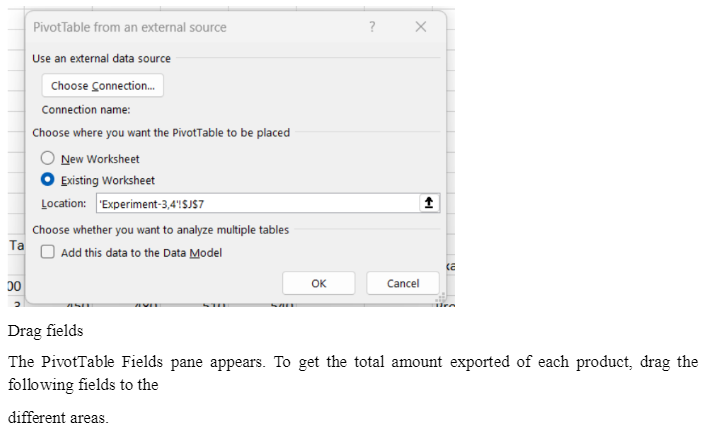 PivotTable from an external source ? ×
Use an external data source
Choose Connection...
Connection name:
Choose where you want the PivotTable to be placed
New Worksheet
Existing Worksheet
Location: 'Experiment-3,4'!$J$7
Choose whether you want to analyze multiple tables
Ta
Add this data to the Data Model
00
OK Cancel
Drag fields
The PivotTable Fields pane appears. To get the total amount exported of each product, drag the
following fields to the
different areas.